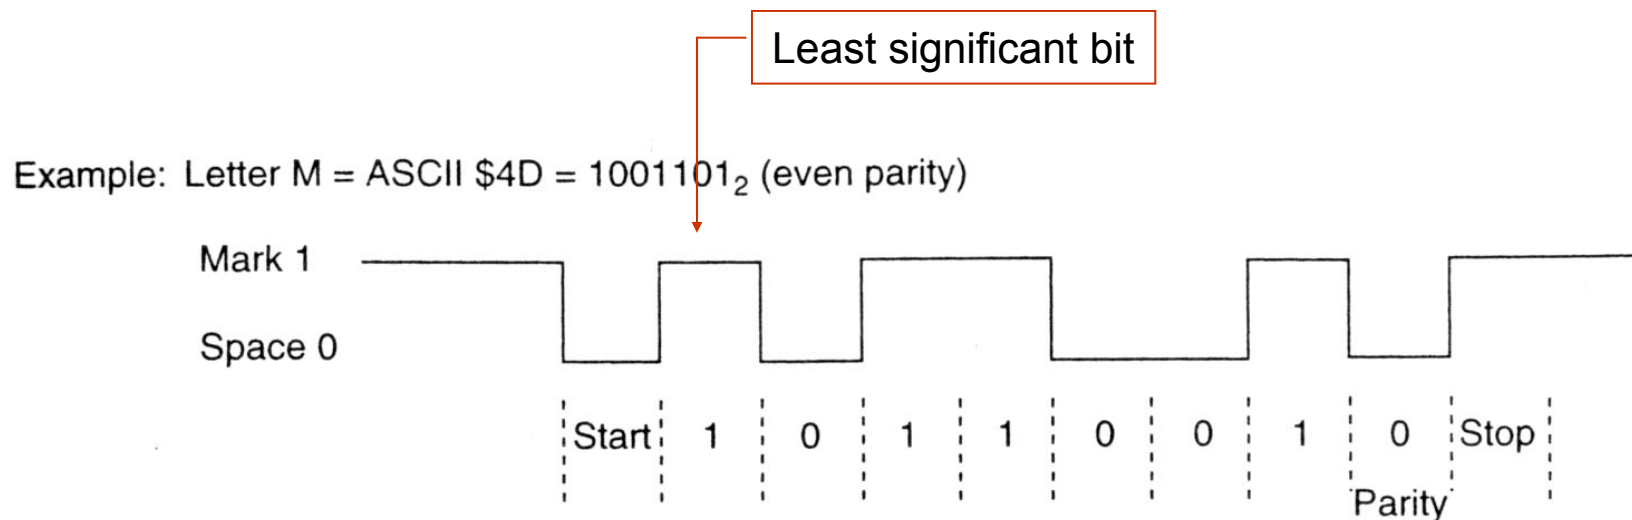 Least significant bit
Example: Letter M = ASCII $4D = 1001101₂ (even parity)
Mark 1
Space 0
Start 1 0 1 1 0 0 1 0 Stop
Parity